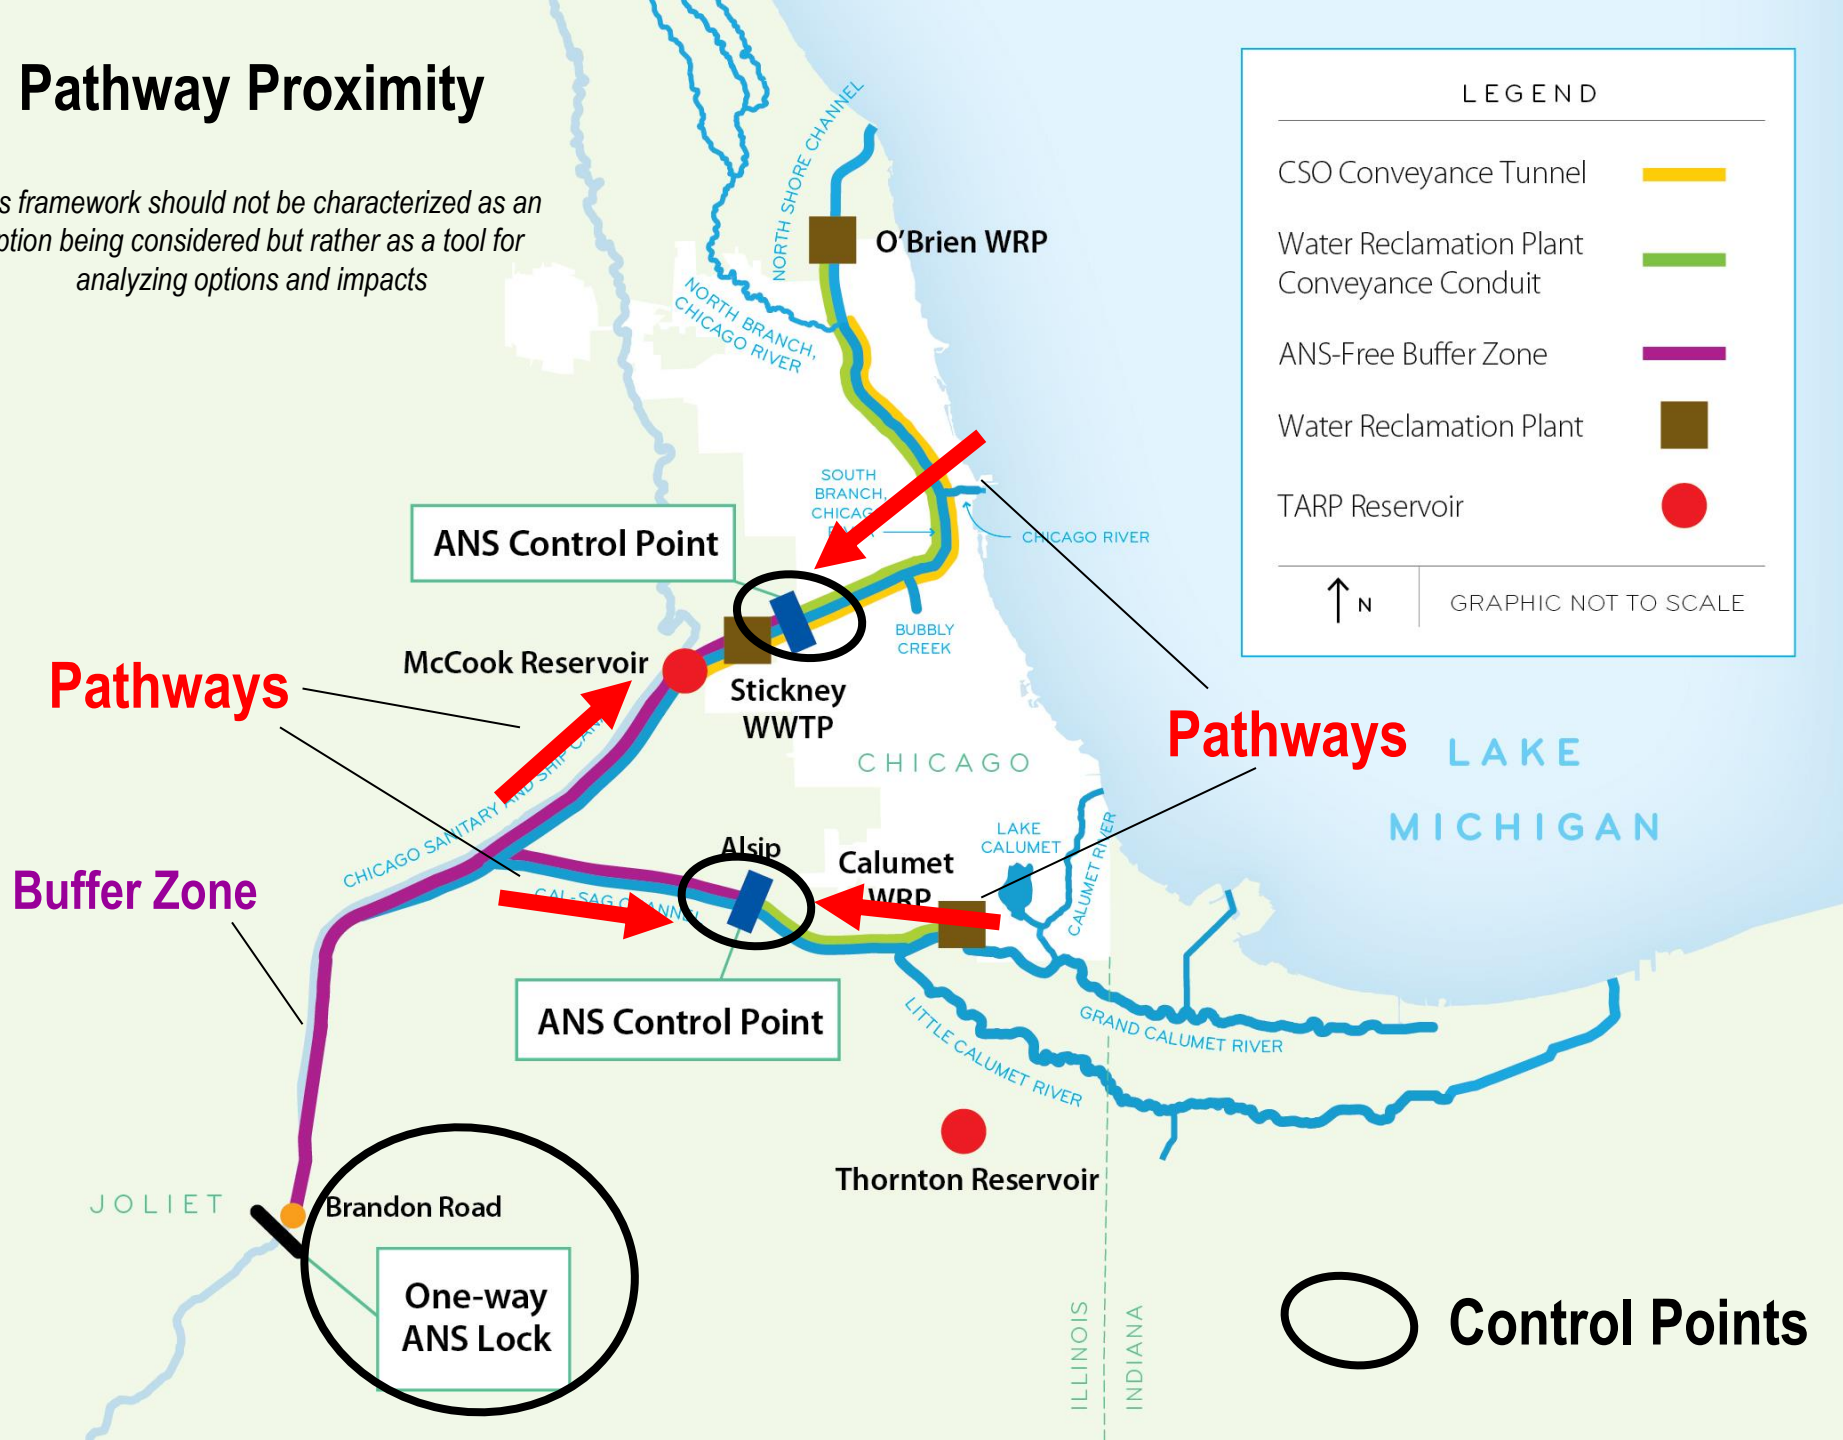 Pathway Proximity
s framework should not be characterized as an
ption being considered but rather as a tool for
analyzing options and impacts
LEGEND
CSO Conveyance Tunnel
Water Reclamation Plant
Conveyance Conduit
ANS-Free Buffer Zone
Water Reclamation Plant
TARP Reservoir
N
GRAPHIC NOT TO SCALE
NORTH SHORE CHANNEL
O'Brien WRP
NORTH BRANCH,
CHICAGO RIVER
SOUTH
BRANCH,
CHICAG
CHICAGO RIVER
ANS Control Point
BUBBLY
CREEK
McCook Reservoir
Stickney
WWTP
Pathways
Pathways
CHICAGO
LAKE
MICHIGAN
CHICAGO SANITARY AND SHIP CAN
LAKE
CALUMET
CALUMET RIVER
Alsip
Calumet
WRP
Buffer Zone
CAL-SAG CHANNEL
ANS Control Point
LITTLE CALUMET RIVER
GRAND CALUMET RIVER
Thornton Reservoir
JOLIET
Brandon Road
One-way
ANS Lock
ILLINOIS
INDIANA
Control Points